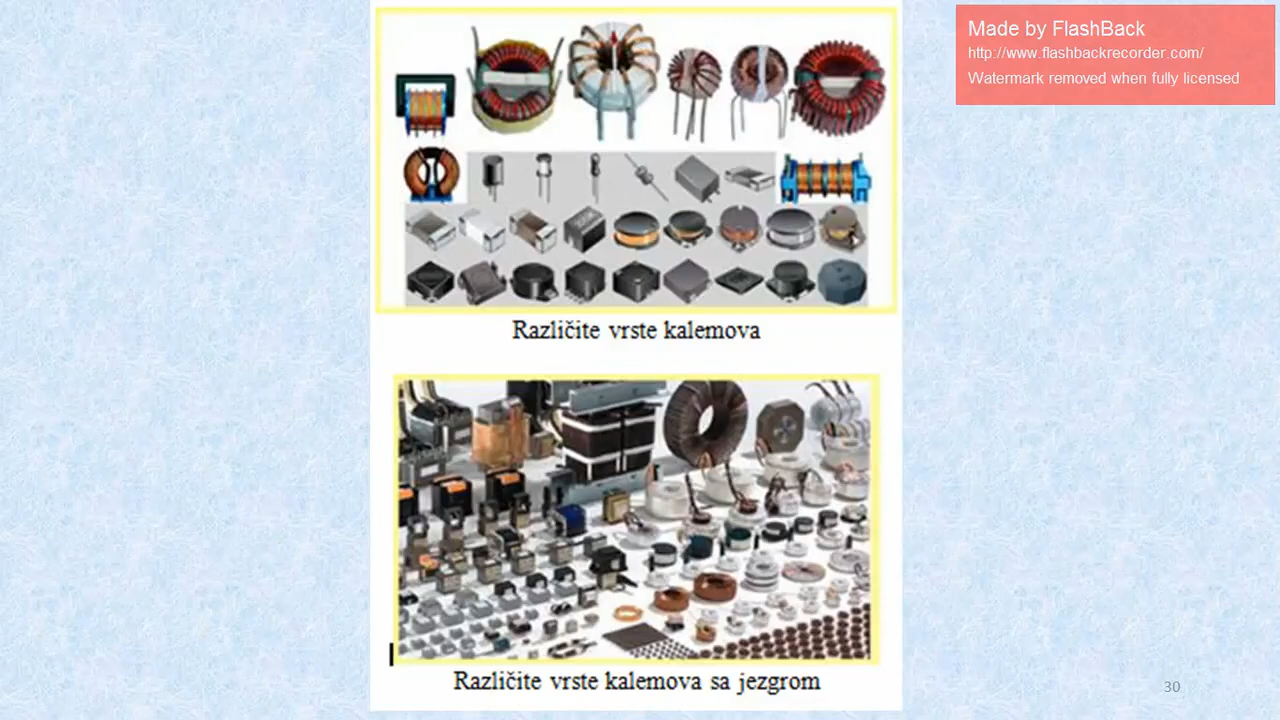 Made by FlashBack
http://www.flashbackrecorder.com/
Watermark removed when fully licensed
Različite vrste kalemova
Različite vrste kalemova sa jezgrom
30